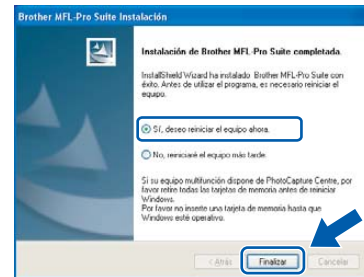 Brother MFL-Pro Suite Instalación
Instalación de Brother MFL-Pro Suite completada.
InstallShield Wizard ha instalado Brother MFL-Pro Suite con
éxito. Antes de utilizar el programa, es necesario reiniciar el
equipo.
Sí, deseo reiniciar el equipo ahora.
No, reiniciaré el equipo más tarde.
Si su equipo multifunción dispone de PhotoCapture Centre, por
favor retire todas las tarjetas de memoria antes de reiniciar
Windows.
Por favor no inserte una tarjeta de memoria hasta que
Windows esté operativo.
< Atrás
Finalizar
Cancelar